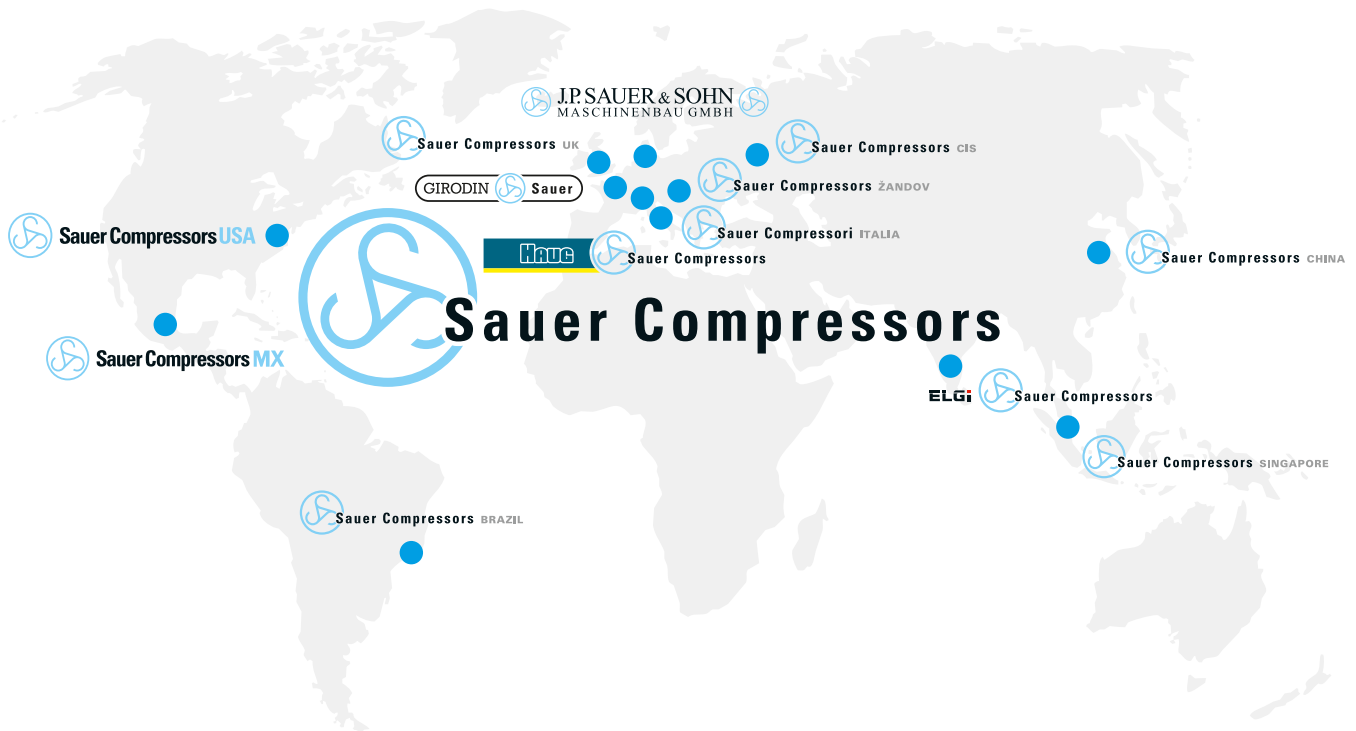 J.P. SAUER & SOHN
MASCHINENBAU GMBH
Sauer Compressors UK
Sauer Compressors CIS
GIRODIN Sauer
Sauer Compressors ŽANDOV
Sauer Compressors USA
Sauer Compressori ITALIA
HAUG Sauer Compressors
Sauer Compressors CHINA
Sauer Compressors
Sauer Compressors MX
ELGi Sauer Compressors
Sauer Compressors SINGAPORE
Sauer Compressors BRAZIL